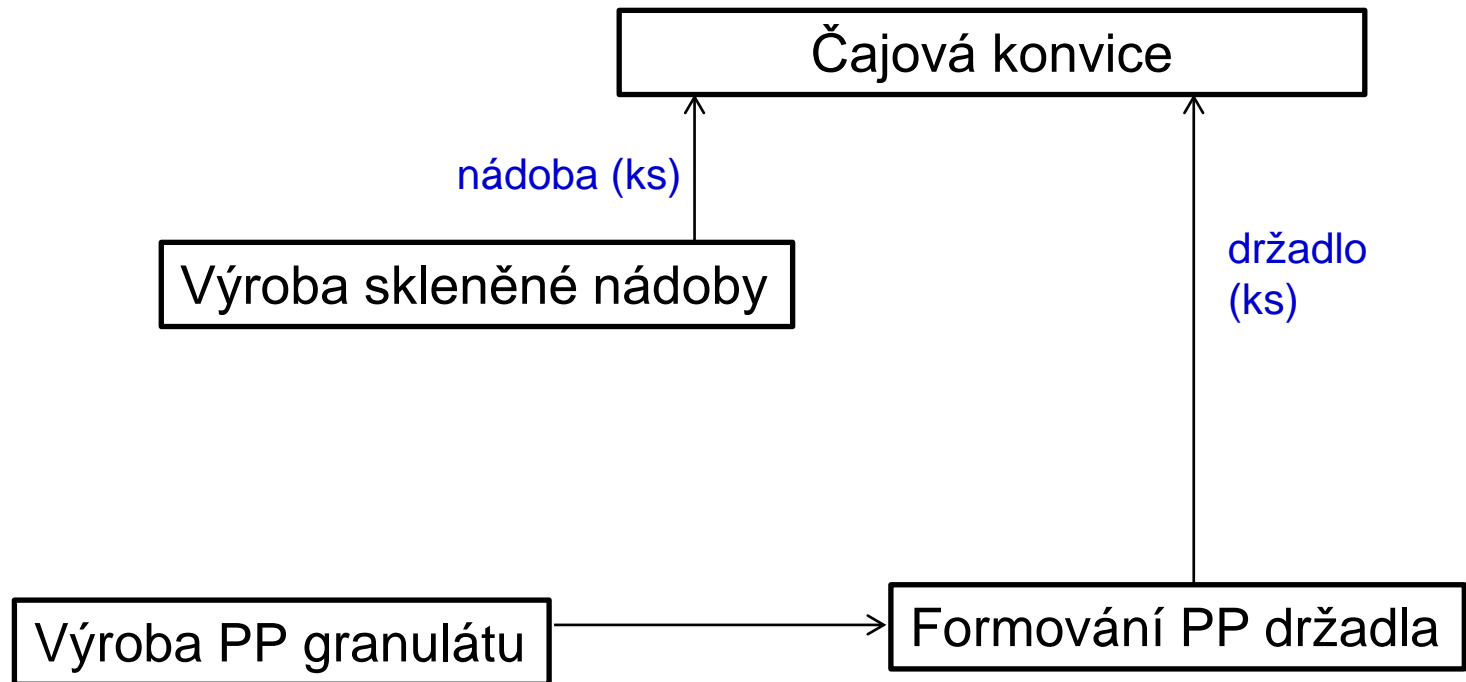 Čajová konvice
nádoba (ks)
Výroba skleněné nádoby
držadlo
(ks)
Výroba PP granulátu
Formování PP držadla